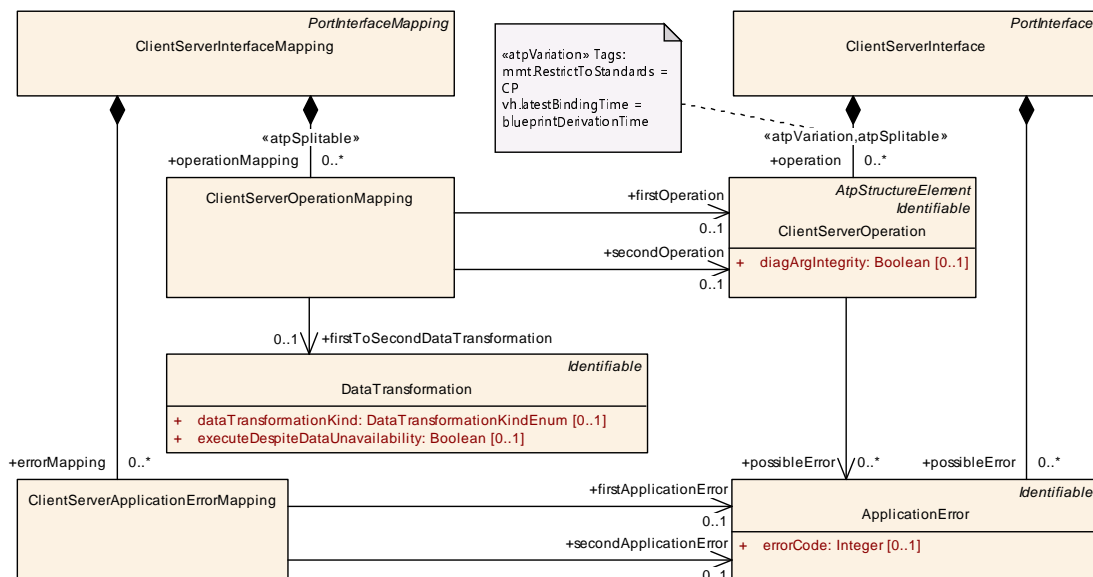 PortInterfaceMapping
ClientServerInterfaceMapping
PortInterface
ClientServerInterface
«atpVariation» Tags:
mmt.RestrictToStandards =
CP
vh.latestBindingTime =
blueprintDerivationTime
«atpSplitable»
+operationMapping 0..*
«atpVariation,atpSplitable»
+operation 0..*
ClientServerOperationMapping
+firstOperation
0..1
+secondOperation
0..1
AtpStructureElement
Identifiable
ClientServerOperation
+ diagArgIntegrity: Boolean [0..1]
0..1 +firstToSecondDataTransformation
Identifiable
DataTransformation
+ dataTransformationKind: DataTransformationKindEnum [0..1]
+ executeDespiteDataUnavailability: Boolean [0..1]
+errorMapping 0..*
+possibleError 0..*
+possibleError 0..*
ClientServerApplicationErrorMapping
+firstApplicationError
0..1
+secondApplicationError
0..1
Identifiable
ApplicationError
+ errorCode: Integer [0..1]